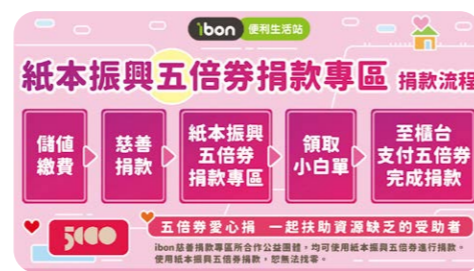 ibon 便利生活站
紙本振興五倍券捐款專區 捐款流程
儲值
繳費
慈善
捐款
紙本振興
五倍券
捐款專區
領取
小白單
至櫃台
支付五倍券
完成捐款
5000
五倍券愛心捐 一起扶助資源缺乏的受助者
ibon慈善捐款專區所合作公益團體，均可使用紙本振興五倍券進行捐款。
使用紙本振興五倍券捐款，恕無法找零。